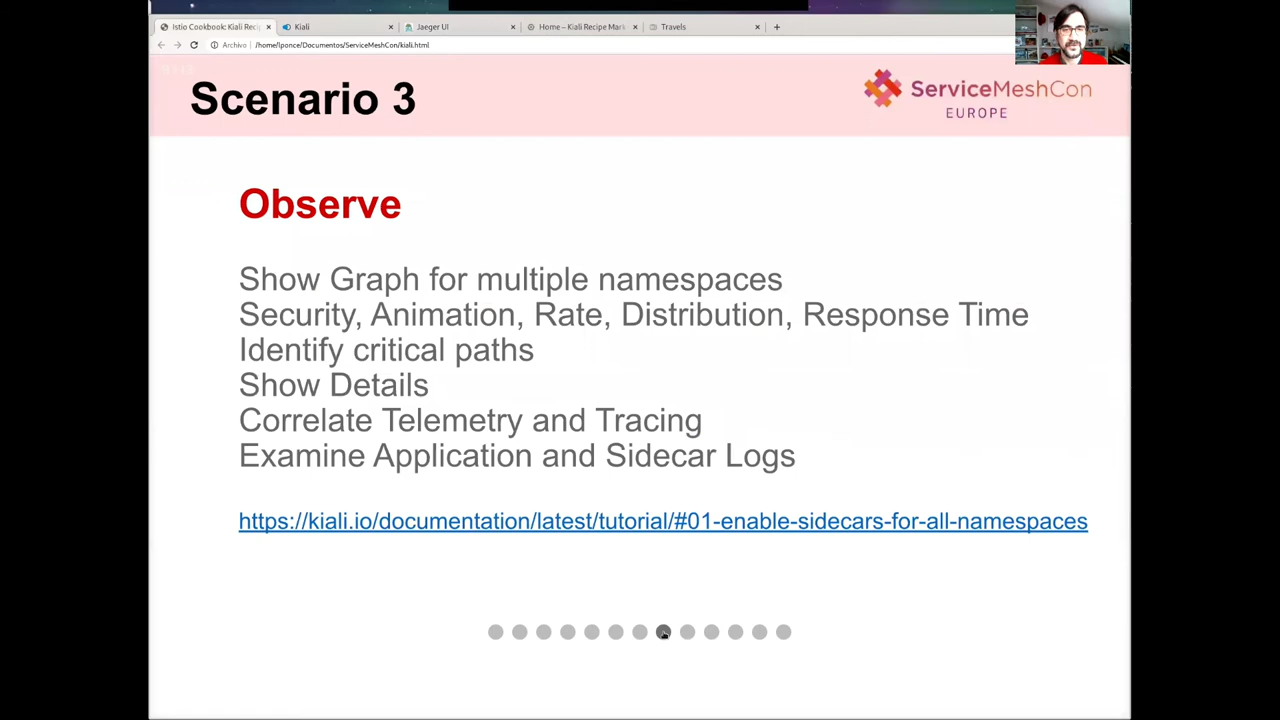 Istio Cookbook: Kiali Reci
Kiali
Jaeger UI
Home – Kiali Recipe Mark
Travels
Archivo
/home/lponce/Documentos/ServiceMeshCon/kiali.html
Scenario 3
ServiceMeshCon
EUROPE
Observe
Show Graph for multiple namespaces
Security, Animation, Rate, Distribution, Response Time
Identify critical paths
Show Details
Correlate Telemetry and Tracing
Examine Application and Sidecar Logs
https://kiali.io/documentation/latest/tutorial/#01-enable-sidecars-for-all-namespaces